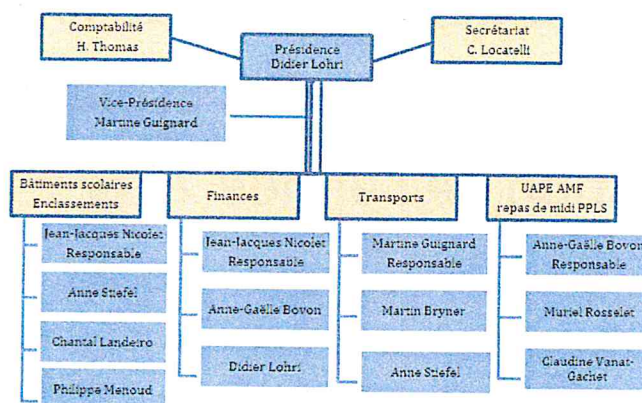 Comptabilité
H. Thomas
Présidence
Didier Lohri
Secrétariat
C. Locatelli
Vice-Présidence
Martine Guignard
Bâtiments scolaires
Enclassements
Jean-Jacques Nicolet
Responsable
Anne Stiefel
Chantal Landeiro
Philippe Menoud
Finances
Jean-Jacques Nicolet
Responsable
Anne-Gaëlle Bovon
Didier Lohri
Transports
Martine Guignard
Responsable
Martin Bryner
Anne Stiefel
UAPE AMF
repas de midi PPLS
Anne-Gaëlle Bovon
Responsable
Muriel Rosselet
Claudine Vanat-
Gachet